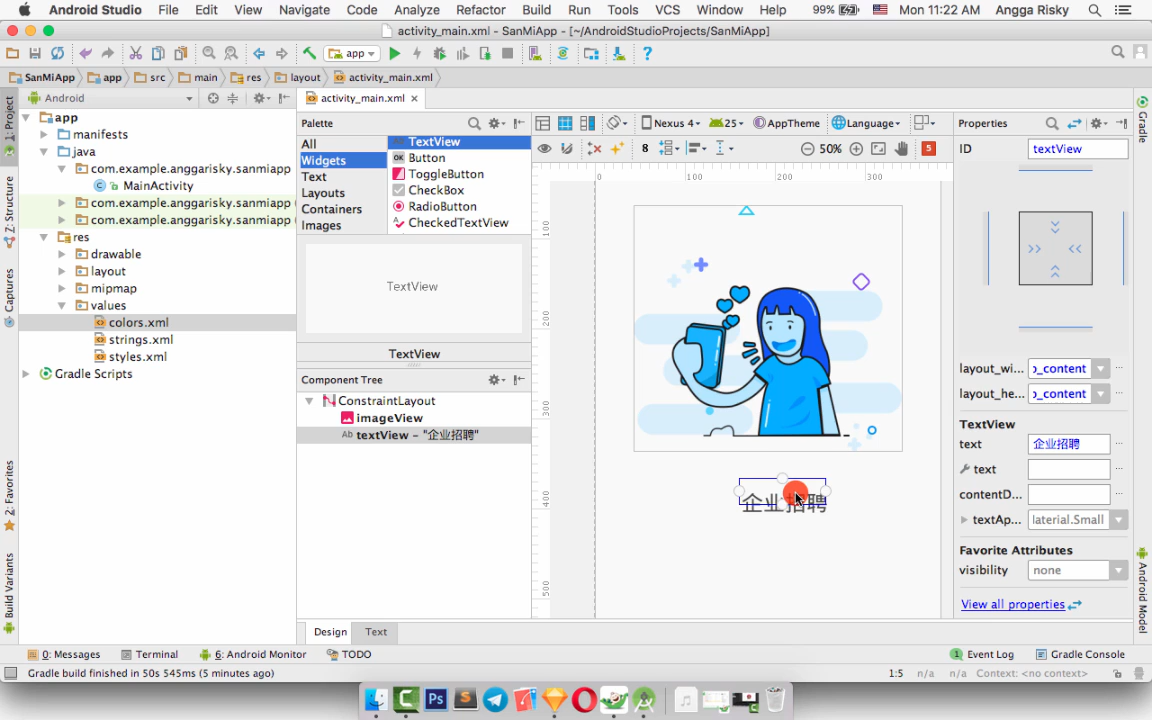 Android Studio File Edit View Navigate Code Analyze Refactor Build Run Tools VCS Window Help 99% Mon 11:22 AM Angga Risky
activity_main.xml - SanMiApp - [~/AndroidStudioProjects/SanMiApp]
app
SanMiApp app src main res layout activity_main.xml
Android
activity_main.xml
1: Project
Z: Structure
Captures
2: Favorites
Build Variants
app
manifests
java
com.example.anggarisky.sanmiapp
MainActivity
com.example.anggarisky.sanmiapp
com.example.anggarisky.sanmiapp
res
drawable
layout
mipmap
values
colors.xml
strings.xml
styles.xml
Gradle Scripts
Palette
All
Widgets
Text
Layouts
Containers
Images
TextView
Button
ToggleButton
CheckBox
RadioButton
CheckedTextView
TextView
TextView
Component Tree
ConstraintLayout
imageView
Ab textView - "企业招聘"
Nexus 4 25 AppTheme Language
8 50% 5
0 100 200 300
100
200
300
400
500
企业招聘
Properties
ID textView
layout_wi... ɔ_content
layout_he... ɔ_content
TextView
text 企业招聘
text
contentD...
textAp... laterial.Small
Favorite Attributes
visibility none
View all properties
Gradle
Android Model
Design Text
0: Messages Terminal 6: Android Monitor TODO 1 Event Log Gradle Console
Gradle build finished in 50s 545ms (5 minutes ago) 1:5 n/a n/a Context: <no context>
Ps